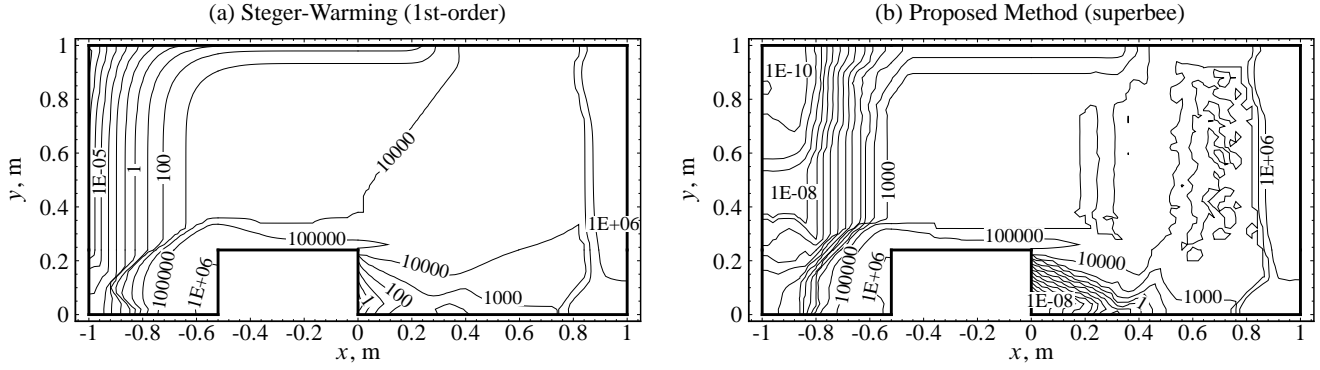 (a) Steger-Warming (1st-order)
1
0.8
0.6
0.4
0.2
0
y, m
-1 -0.8 -0.6 -0.4 -0.2 0 0.2 0.4 0.6 0.8 1
x, m
1E-05
1
100
10000
100000
1E+06
100000
1E+06
10000
1000
100
1
(b) Proposed Method (superbee)
1
0.8
0.6
0.4
0.2
0
y, m
-1 -0.8 -0.6 -0.4 -0.2 0 0.2 0.4 0.6 0.8 1
x, m
1E-10
1E-08
1000
1E+06
100000
100000
1E+06
10000
1000
1E-08
1